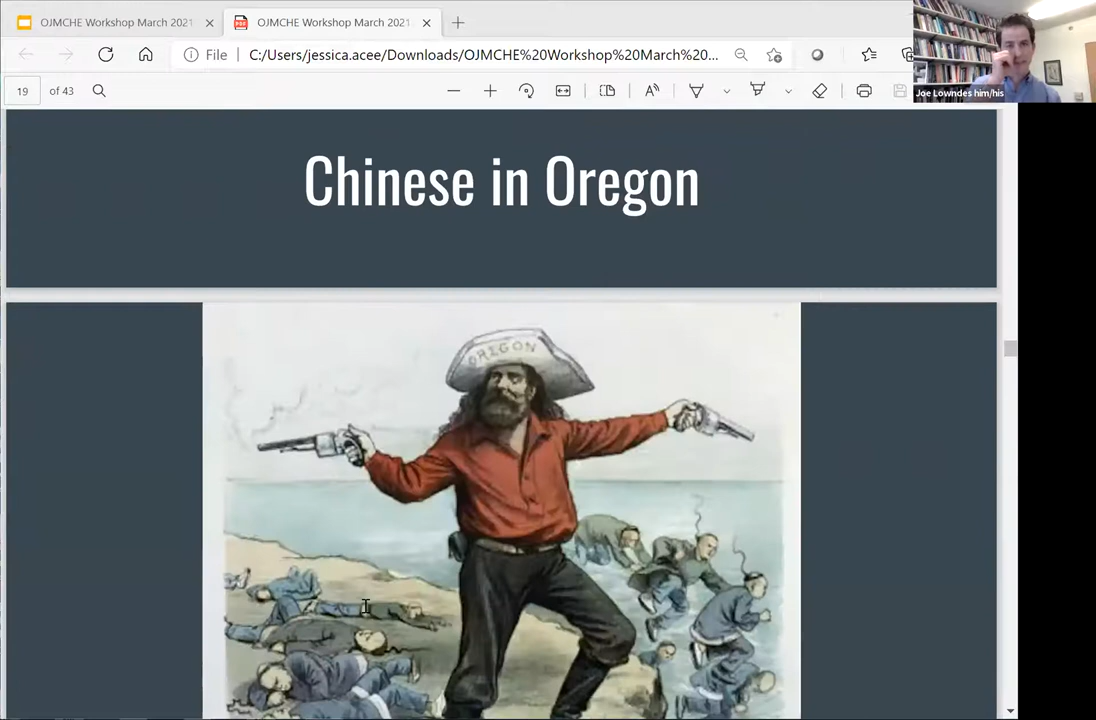 OJMCHE Workshop March 2021
OJMCHE Workshop March 2021
File
C:/Users/jessica.acee/Downloads/OJMCHE%20Workshop%20March%20...
19
of 43
Joe Lowndes him/his
Chinese in Oregon
OREGON